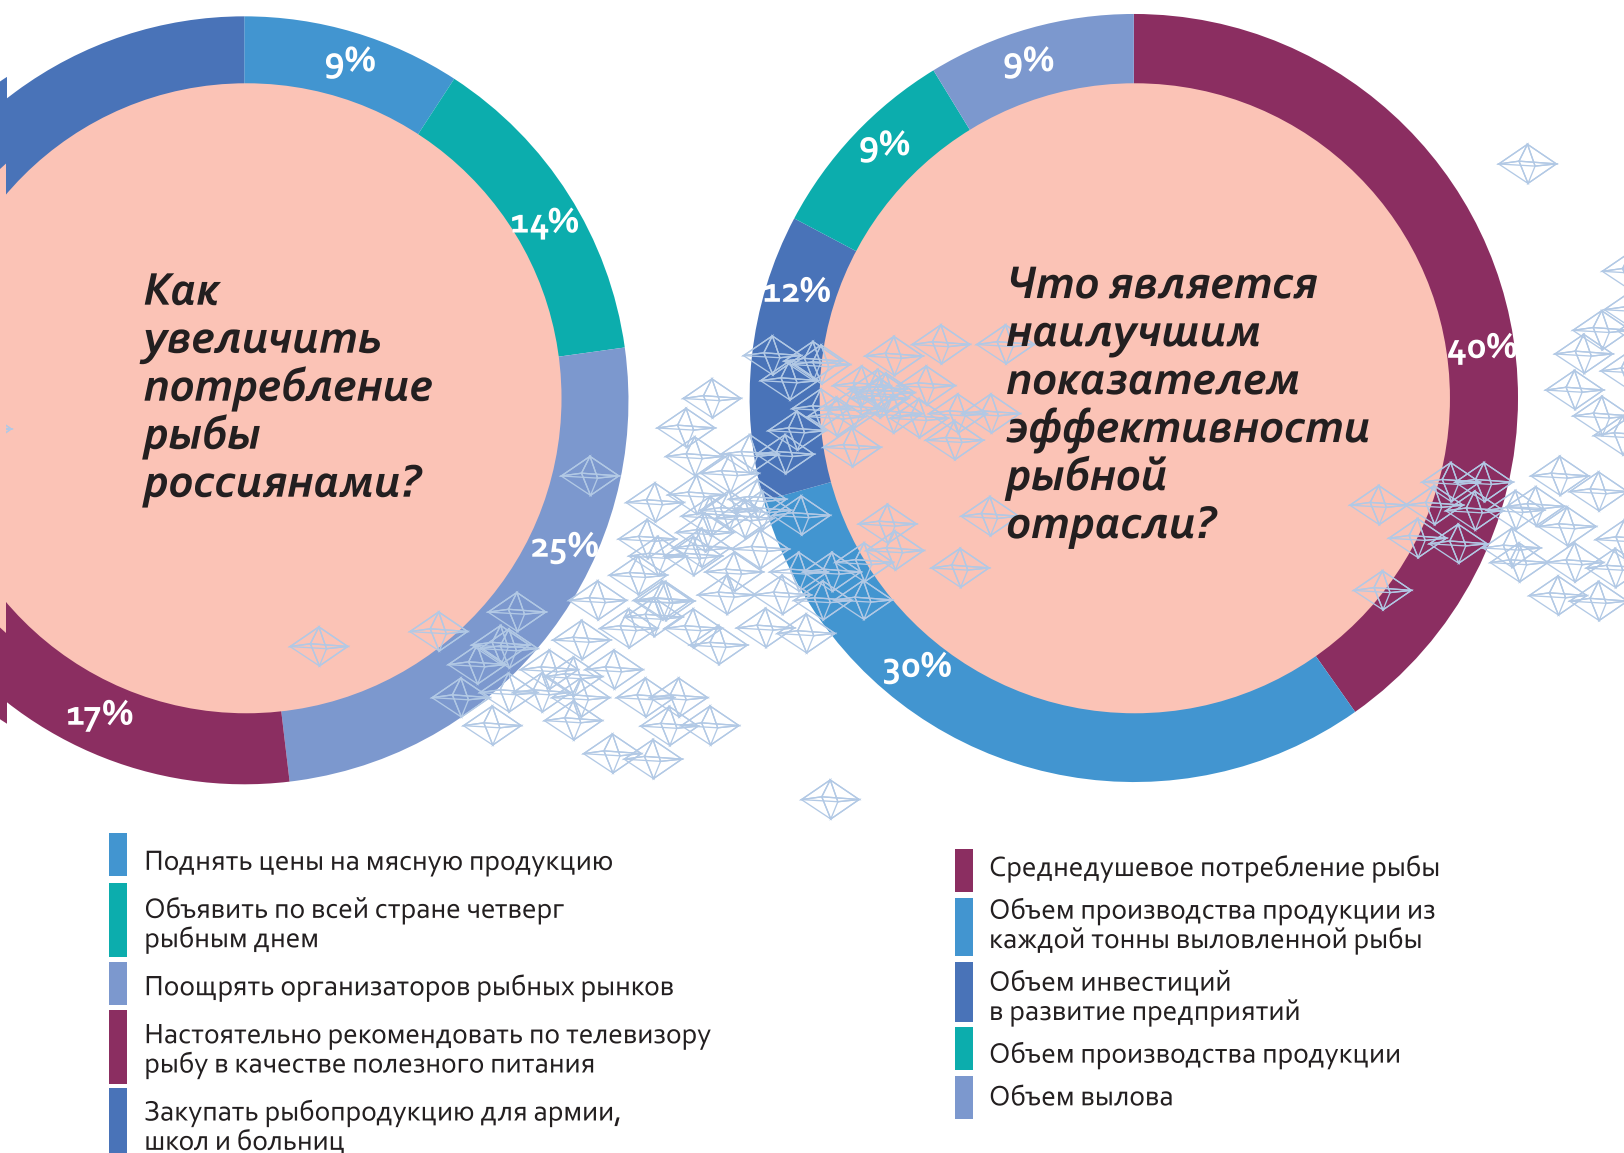 9%
14%
25%
17%
Как
увеличить
потребление
рыбы
россиянами?
Поднять цены на мясную продукцию
Объявить по всей стране четверг
рыбным днем
Поощрять организаторов рыбных рынков
Настоятельно рекомендовать по телевизору
рыбу в качестве полезного питания
Закупать рыбопродукцию для армии,
школ и больниц
9%
9%
12%
40%
30%
Что является
наилучшим
показателем
эффективности
рыбной
отрасли?
Среднедушевое потребление рыбы
Объем производства продукции из
каждой тонны выловленной рыбы
Объем инвестиций
в развитие предприятий
Объем производства продукции
Объем вылова